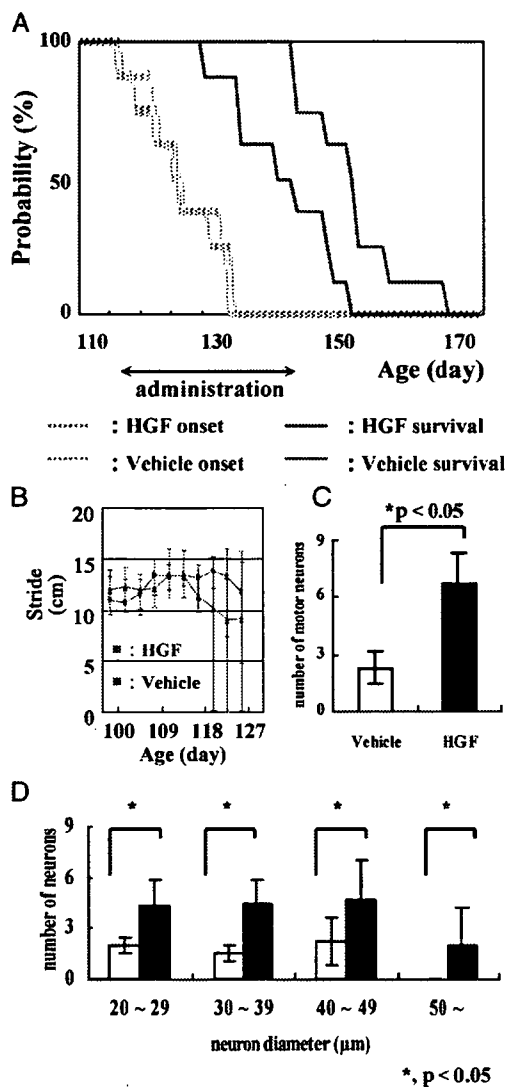 A
100
50
0
Probability (%)
110 130 150 170
Age (day)
administration
: HGF onset : HGF survival
: Vehicle onset : Vehicle survival
B
20
15
10
5
0
Stride
(cm)
: HGF
: Vehicle
100 109 118 127
Age (day)
C
*p < 0.05
9
6
3
0
number of motor neurons
Vehicle HGF
D
* * * *
9
6
3
0
number of neurons
20 ~ 29 30 ~ 39 40 ~ 49 50 ~
neuron diameter (µm)
*, p < 0.05